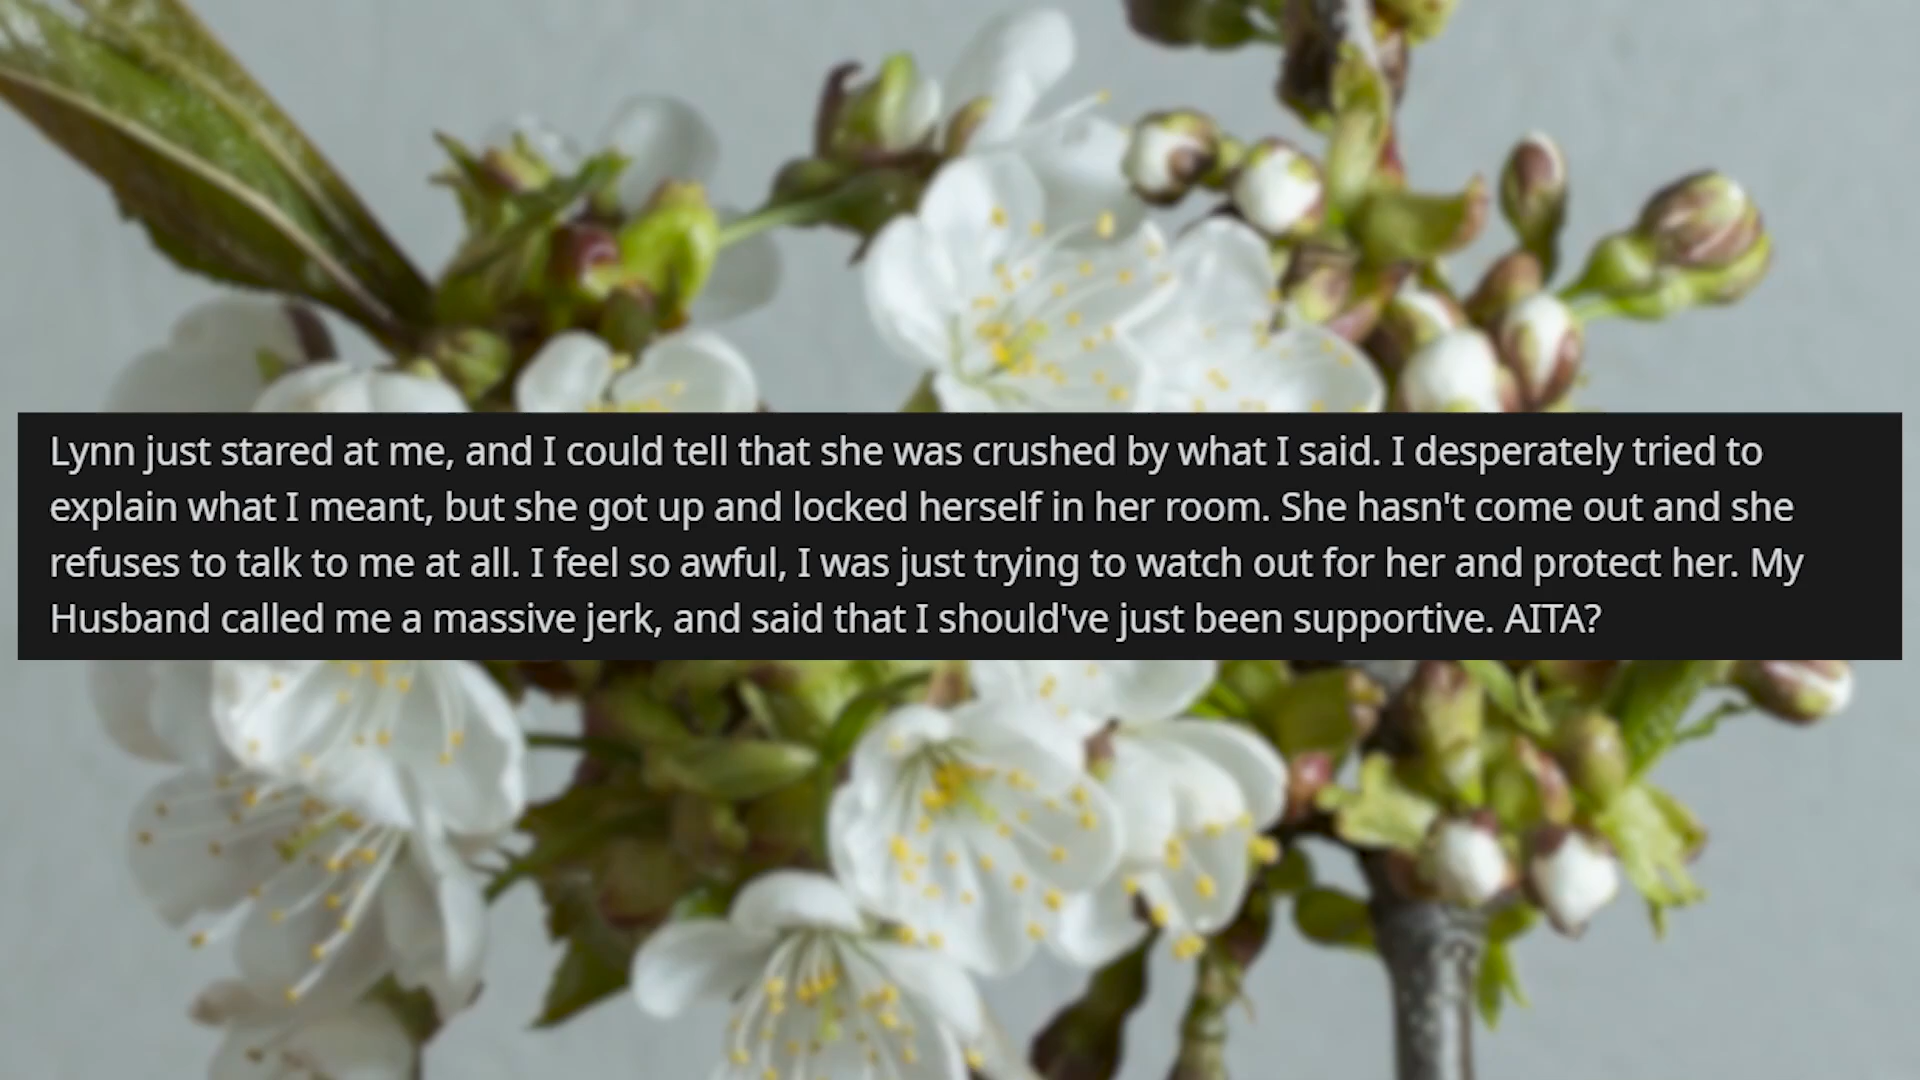 Lynn just stared at me, and I could tell that she was crushed by what I said. I desperately tried to
explain what I meant, but she got up and locked herself in her room. She hasn't come out and she
refuses to talk to me at all. I feel so awful, I was just trying to watch out for her and protect her. My
Husband called me a massive jerk, and said that I should've just been supportive. AITA?